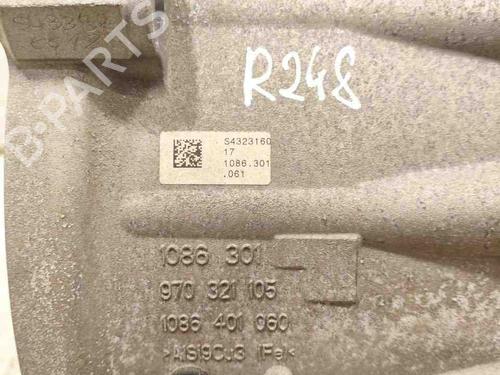 R248
S4323160
17
1086.301
.061
1086 301
970 321 105
1086 401 060
>AlSi9Cu3 (Fe)<
B-PARTS